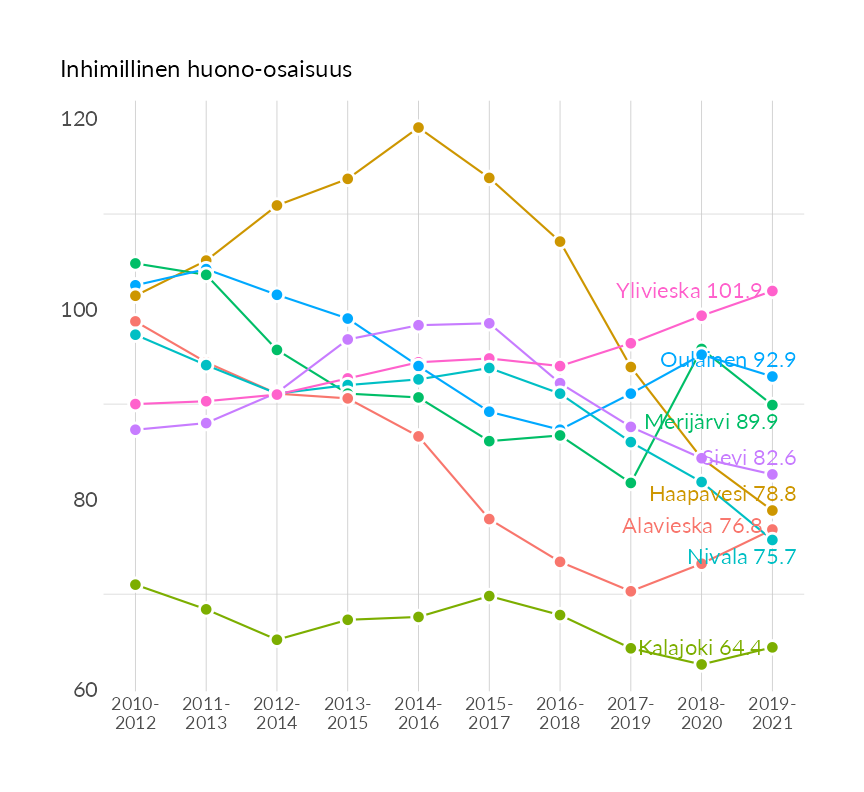 Inhimillinen huono-osaisuus
120
100
80
60
Ylivieska 101.9
Oulainen 92.9
Merijärvi 89.9
Sievi 82.6
Haapavesi 78.8
Alavieska 76.8
Nivala 75.7
Kalajoki 64.4
2010- 2011- 2012- 2013- 2014- 2015- 2016- 2017- 2018- 2019-
2012 2013 2014 2015 2016 2017 2018 2019 2020 2021